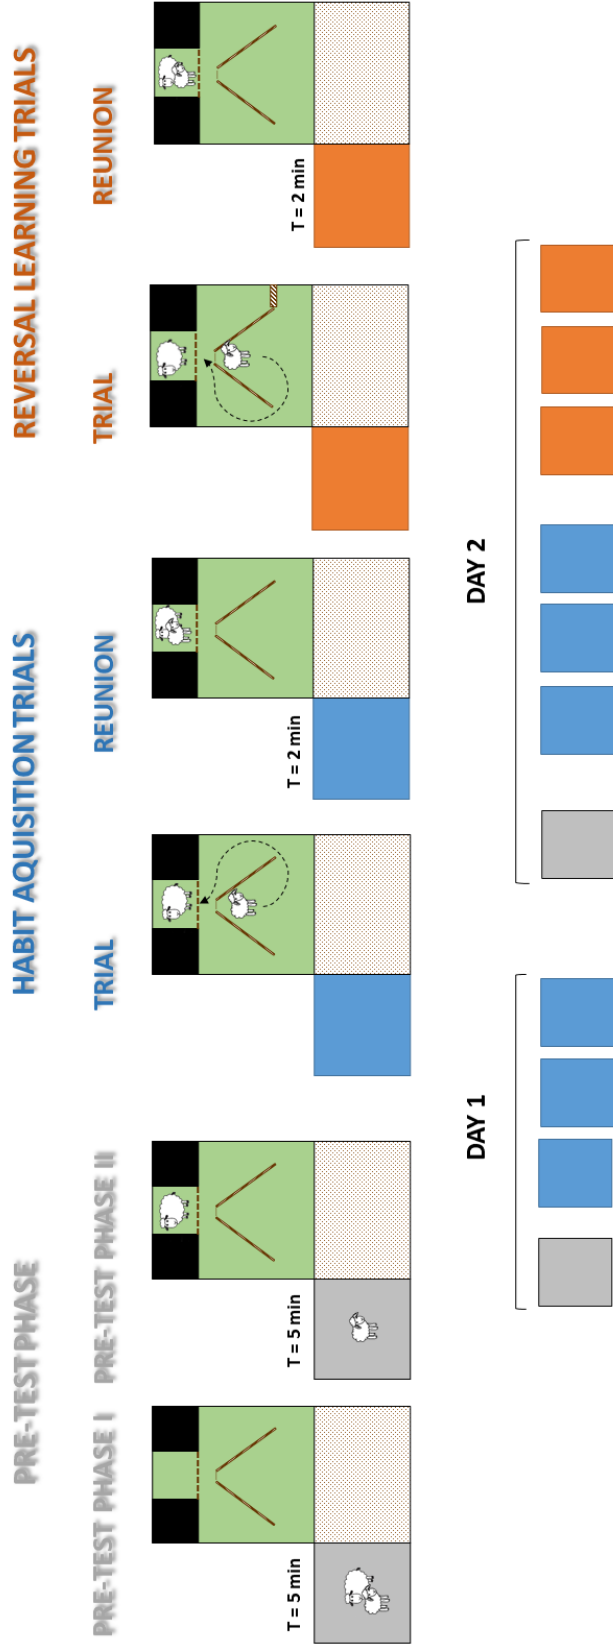 PRE-TEST PHASE
HABIT AQUISITION TRIALS
REVERSAL LEARNING TRIALS
PRE-TEST PHASE I
PRE-TEST PHASE II
TRIAL
REUNION
TRIAL
REUNION
T = 5 min
T = 5 min
T = 2 min
T = 2 min
DAY 1
DAY 2